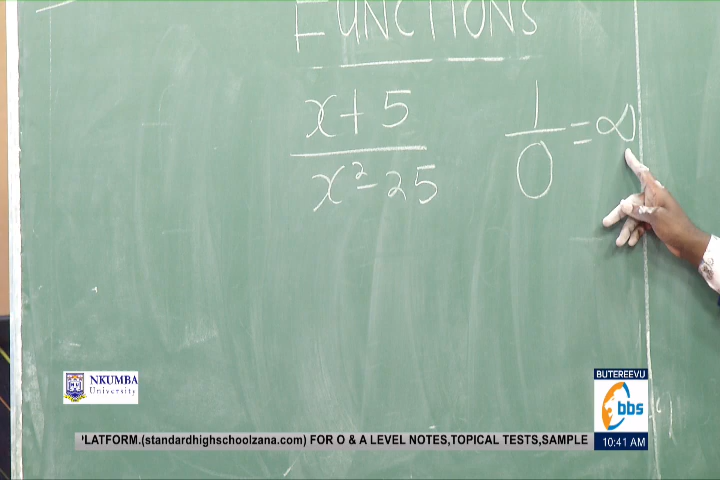 FUNCTIONS
x + 5 / x² - 25
1/0 = ∞
NKUMBA
University
BUTEREEVU
bbs
10:41 AM
'LATFORM.(standardhighschoolzana.com) FOR O & A LEVEL NOTES,TOPICAL TESTS,SAMPLE